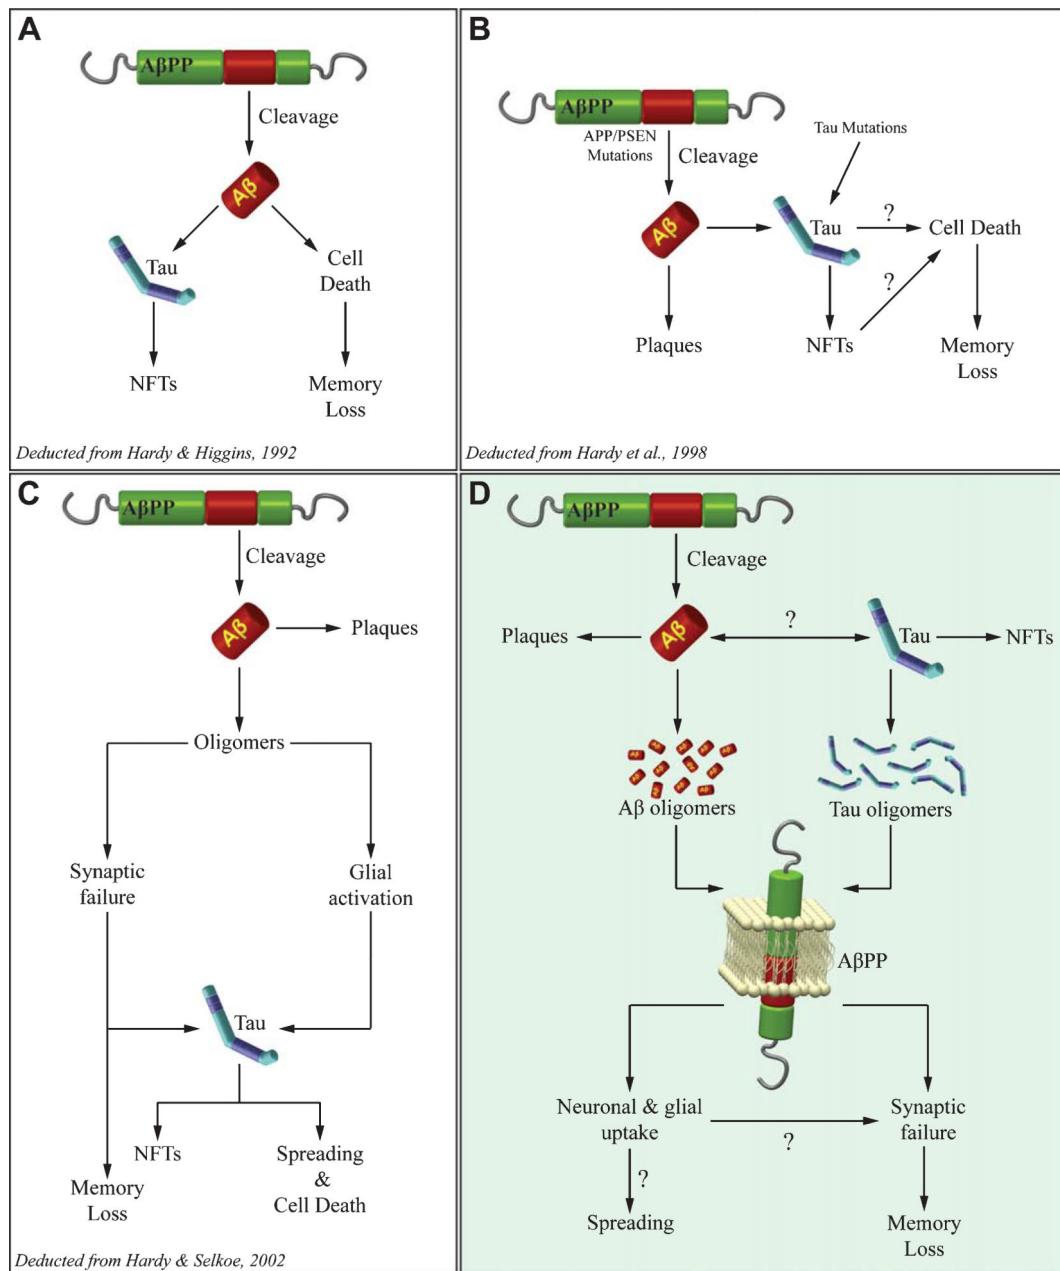 A
AβPP
Cleavage
Aβ
Tau
Cell
Death
NFTs
Memory
Loss
Deducted from Hardy & Higgins, 1992
B
AβPP
APP/PSEN
Mutations
Cleavage
Tau Mutations
Aβ
Tau
?
Cell Death
?
Plaques
NFTs
Memory
Loss
Deducted from Hardy et al., 1998
C
AβPP
Cleavage
Aβ
Plaques
Oligomers
Synaptic
failure
Glial
activation
Tau
NFTs
Spreading
&
Cell Death
Memory
Loss
Deducted from Hardy & Selkoe, 2002
D
AβPP
Cleavage
Plaques
Aβ
?
Tau
NFTs
Aβ oligomers
Tau oligomers
AβPP
Neuronal & glial
uptake
?
Synaptic
failure
?
Spreading
Memory
Loss